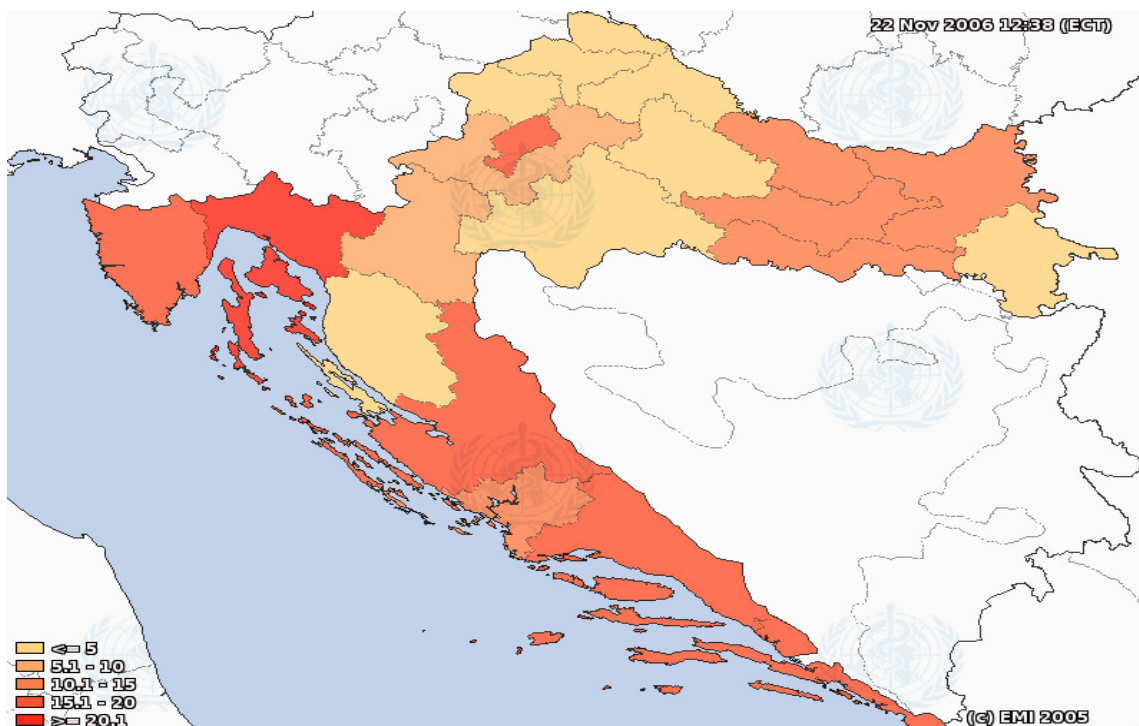 22 Nov 2006 12:38 (ECT)
<= 5
5.1 - 10
10.1 - 15
15.1 - 20
>= 20.1
(c) EMI 2005